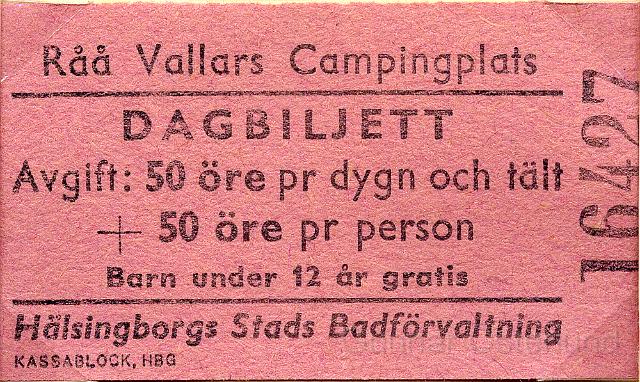 Råå Vallars Campingplats
DAGBILJETT
Avgift: 50 öre pr dygn och tält
+ 50 öre pr person
Barn under 12 år gratis
Hälsingborgs Stads Badförvaltning
KASSABLOCK, HBG
16427